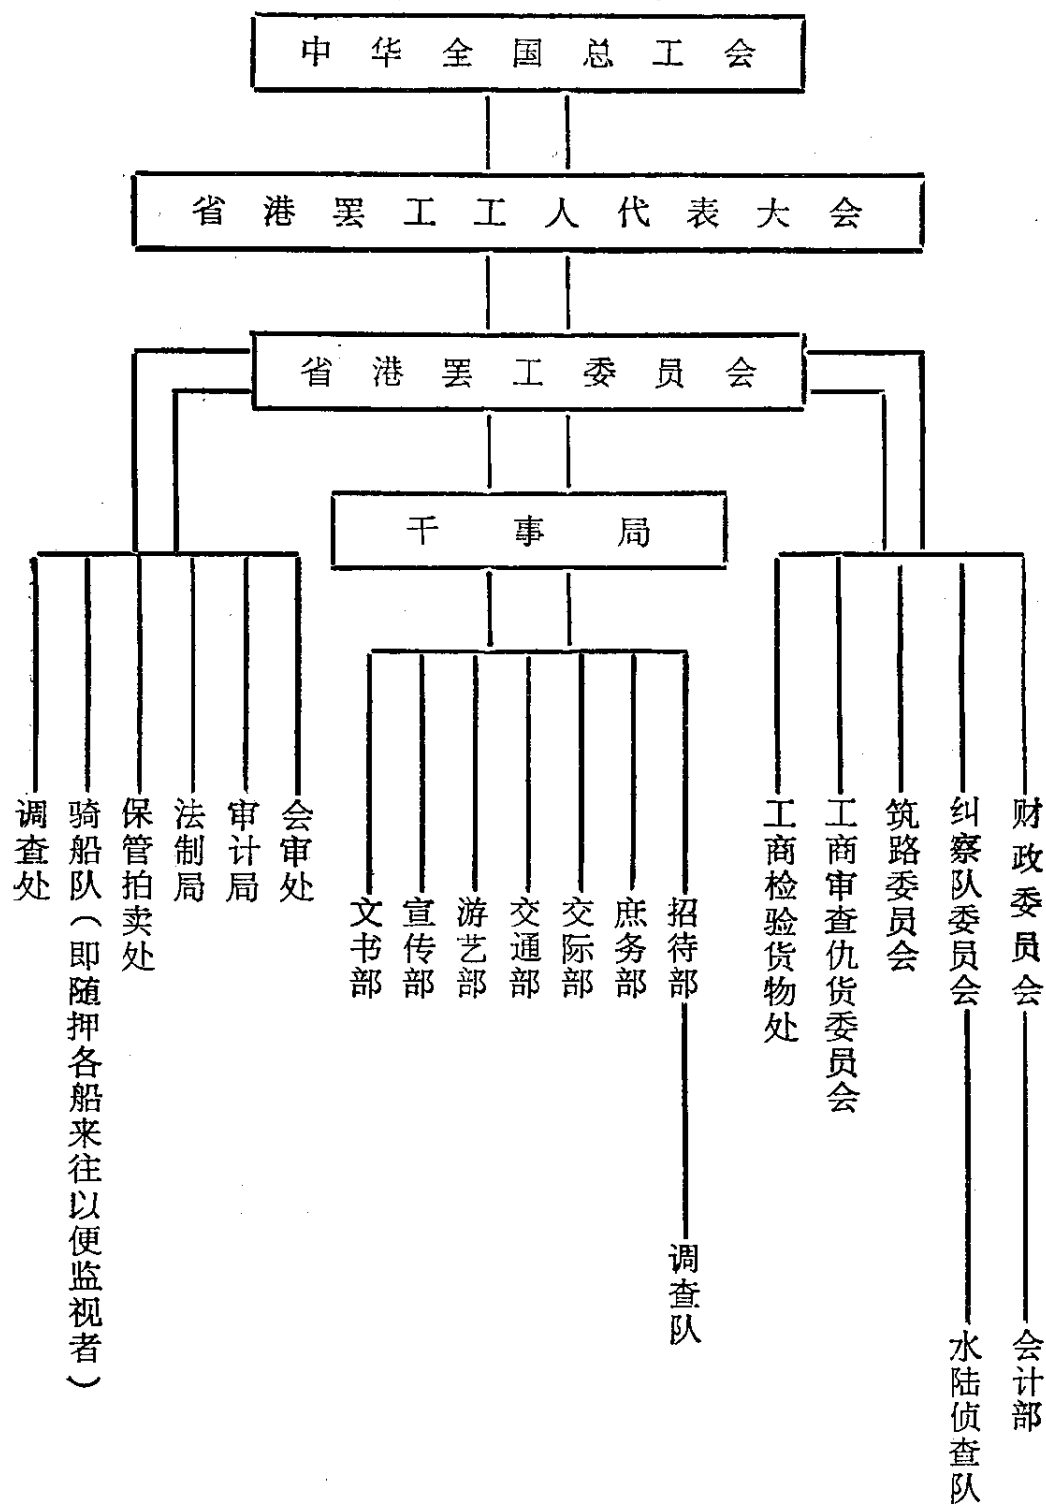 中华全国总工会
省港罢工工人代表大会
省港罢工委员会
干事局
调查处
骑船队（即随押各船来往以便监视者）
保管拍卖处
法制局
审计局
会审处
文书部
宣传部
游艺部
交通部
交际部
庶务部
招待部
调查队
工商检验货物处
工商审查仇货委员会
筑路委员会
纠察队委员会
水陆侦查队
财政委员会
会计部